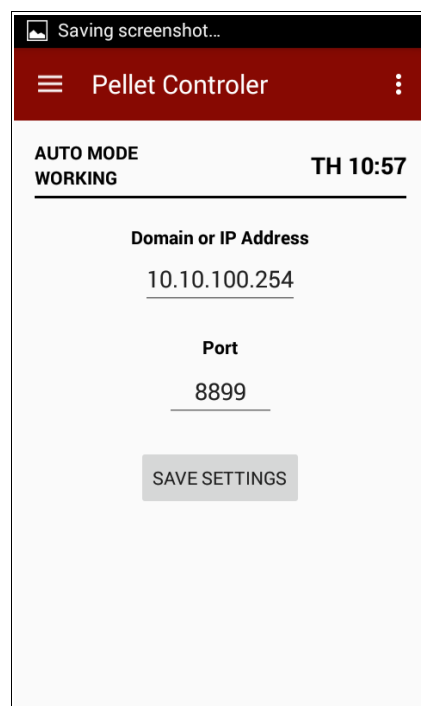 Saving screenshot...
Pellet Controler
AUTO MODE
WORKING
TH 10:57
Domain or IP Address
10.10.100.254
Port
8899
SAVE SETTINGS